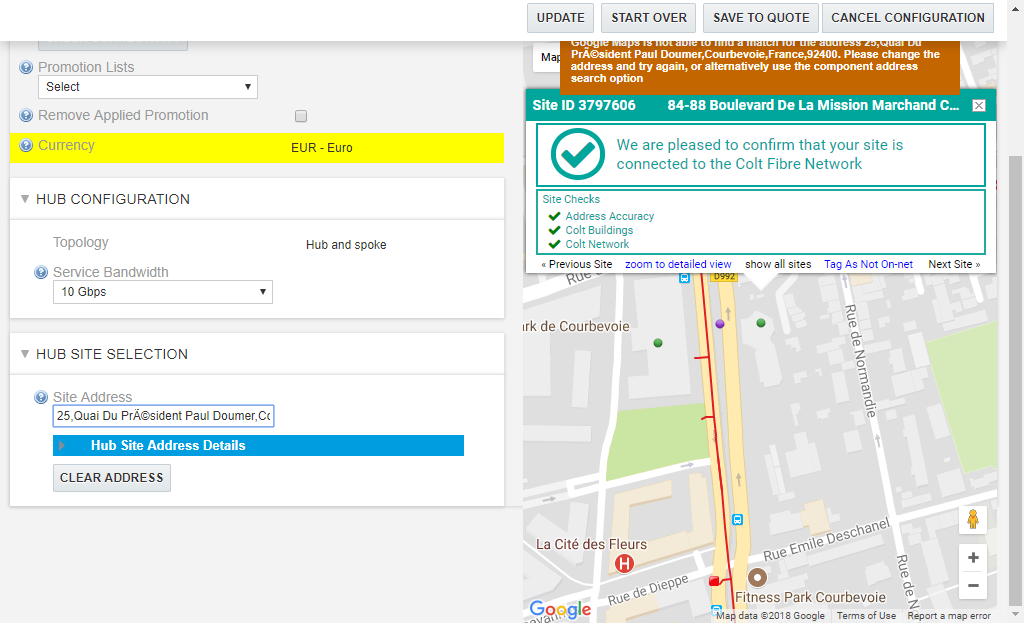 UPDATE
START OVER
SAVE TO QUOTE
CANCEL CONFIGURATION
Promotion Lists
Select
Remove Applied Promotion
Currency
EUR - Euro
HUB CONFIGURATION
Topology
Hub and spoke
Service Bandwidth
10 Gbps
HUB SITE SELECTION
Site Address
25,Quai Du PrÃ©sident Paul Doumer,Co
Hub Site Address Details
CLEAR ADDRESS
Map
Google Maps is not able to find a match for the address 25,Quai Du
PrÃ©sident Paul Doumer,Courbevoie,France,92400. Please change the
address and try again, or alternatively use the component address
search option
Site ID 3797606
84-88 Boulevard De La Mission Marchand C...
We are pleased to confirm that your site is
connected to the Colt Fibre Network
Site Checks
Address Accuracy
Colt Buildings
Colt Network
« Previous Site
zoom to detailed view
show all sites
Tag As Not On-net
Next Site »
D992
rk de Courbevoie
Rue de Normandie
La Cité des Fleurs
H
Rue Emile Deschanel
Rue de Dieppe
Fitness Park Courbevoie
Rue de N
Google
Map data ©2018 Google
Terms of Use
Report a map error